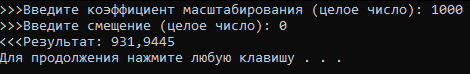 >>>Введите коэффициент масштабирования (целое число): 1000
>>>Введите смещение (целое число): 0
<<<Результат: 931,9445
Для продолжения нажмите любую клавишу . . .